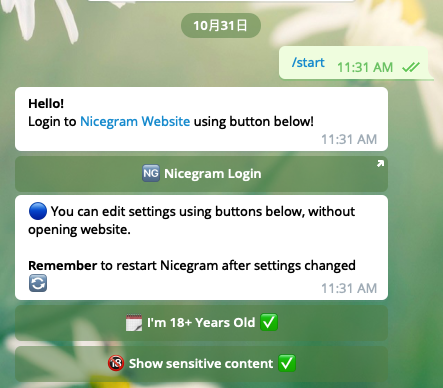 10月31日
/start 11:31 AM
Hello!
Login to Nicegram Website using button below!
11:31 AM
NG Nicegram Login
You can edit settings using buttons below, without
opening website.
Remember to restart Nicegram after settings changed
11:31 AM
I'm 18+ Years Old
18 Show sensitive content